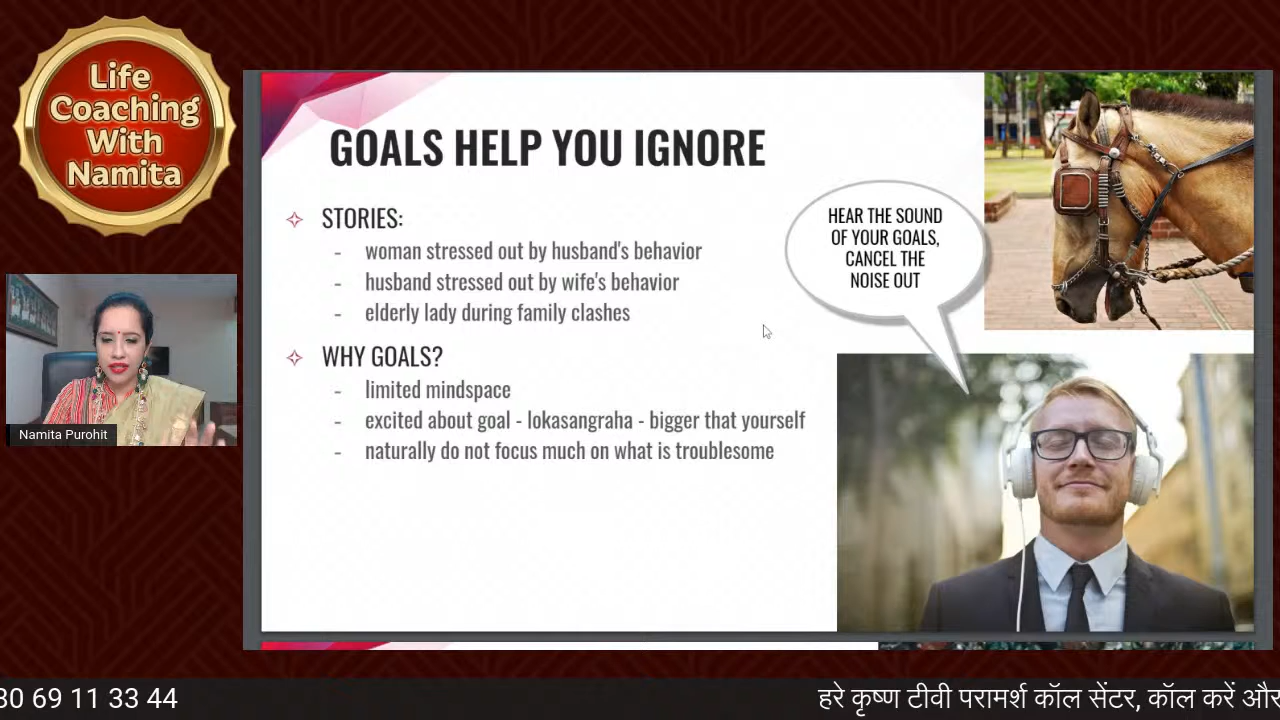 Life
Coaching
With
Namita
GOALS HELP YOU IGNORE
STORIES:
- woman stressed out by husband's behavior
- husband stressed out by wife's behavior
- elderly lady during family clashes
WHY GOALS?
- limited mindspace
- excited about goal - lokasangraha - bigger that yourself
- naturally do not focus much on what is troublesome
HEAR THE SOUND
OF YOUR GOALS,
CANCEL THE
NOISE OUT
Namita Purohit
30 69 11 33 44
हरे कृष्ण टीवी परामर्श कॉल सेंटर, कॉल करें और